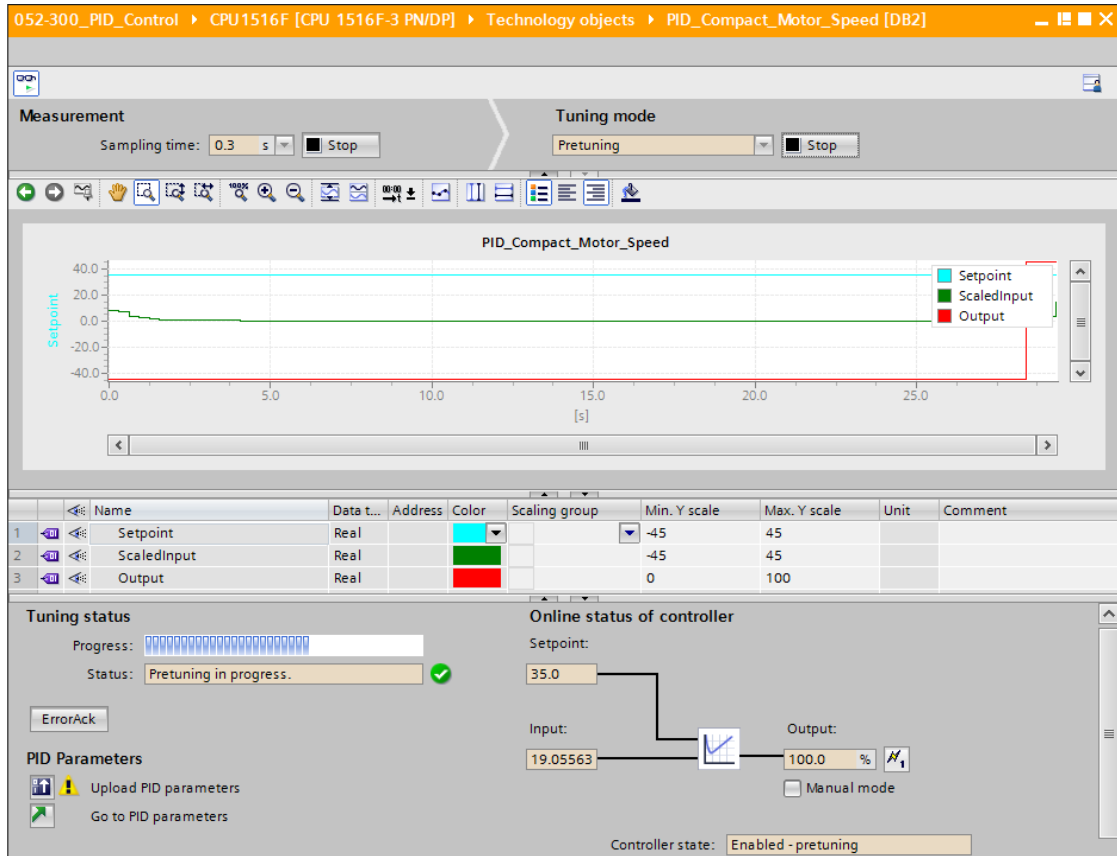 052-300_PID_Control ▸ CPU1516F [CPU 1516F-3 PN/DP] ▸ Technology objects ▸ PID_Compact_Motor_Speed [DB2]
Measurement
Tuning mode
Sampling time: 0.3 s Stop
Pretuning Stop
100%
00:00
PID_Compact_Motor_Speed
Setpoint
40.0
20.0
0.0
-20.0
-40.0
Setpoint
ScaledInput
Output
0.0 5.0 10.0 15.0 20.0 25.0
[s]
Name Data t... Address Color Scaling group Min. Y scale Max. Y scale Unit Comment
1 Setpoint Real -45 45
2 ScaledInput Real -45 45
3 Output Real 0 100
Tuning status
Progress:
Status: Pretuning in progress.
ErrorAck
PID Parameters
Upload PID parameters
Go to PID parameters
Online status of controller
Setpoint:
35.0
Input:
19.05563
Output:
100.0 %
Manual mode
Controller state: Enabled - pretuning